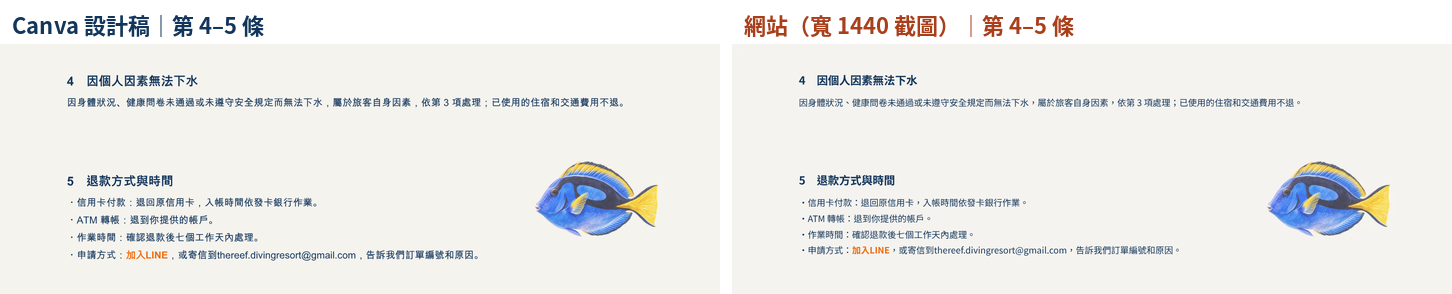 Canva 設計稿｜第 4–5 條
4 因個人因素無法下水
因身體狀況、健康問卷未通過或未遵守安全規定而無法下水，屬於旅客自身因素，依第 3 項處理；已使用的住宿和交通費用不退。
5 退款方式與時間
・信用卡付款：退回原信用卡，入帳時間依發卡銀行作業。
・ATM 轉帳：退到你提供的帳戶。
・作業時間：確認退款後七個工作天內處理。
・申請方式：加入LINE，或寄信到thereef.divingresort@gmail.com，告訴我們訂單編號和原因。
網站（寬 1440 截圖）｜第 4–5 條
4 因個人因素無法下水
因身體狀況、健康問卷未通過或未遵守安全規定而無法下水，屬於旅客自身因素，依第 3 項處理；已使用的住宿和交通費用不退。
5 退款方式與時間
・信用卡付款：退回原信用卡，入帳時間依發卡銀行作業。
・ATM 轉帳：退到你提供的帳戶。
・作業時間：確認退款後七個工作天內處理。
・申請方式：加入LINE，或寄信到thereef.divingresort@gmail.com，告訴我們訂單編號和原因。